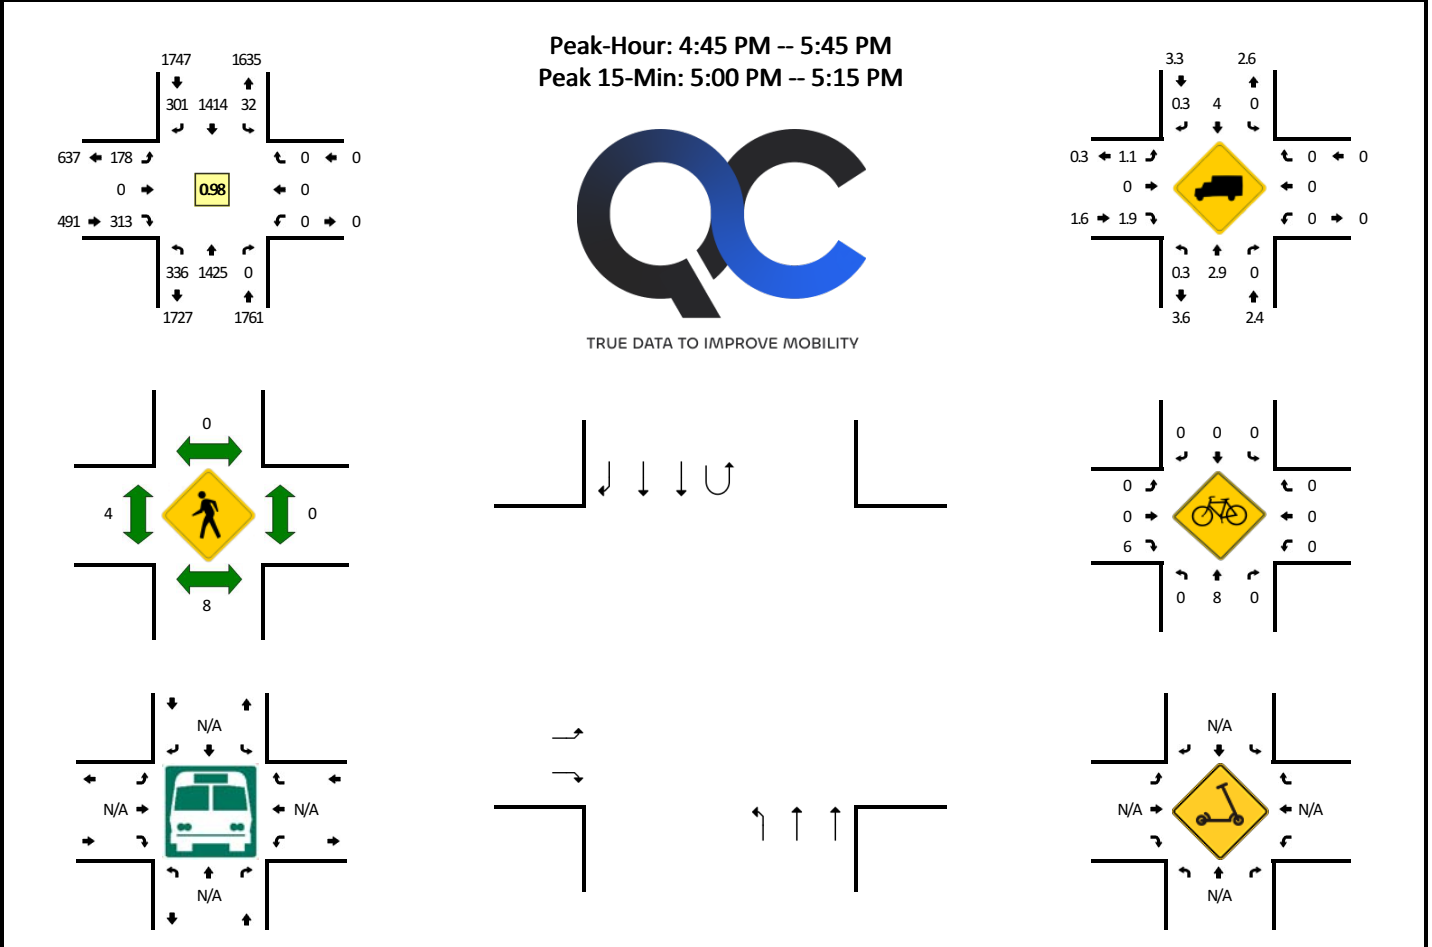 Peak-Hour: 4:45 PM -- 5:45 PM
Peak 15-Min: 5:00 PM -- 5:15 PM
1747 1635
301 1414 32
637 178 0 0
0 0.98 0
491 313 0 0
336 1425 0
1727 1761
QC
TRUE DATA TO IMPROVE MOBILITY
3.3 2.6
0.3 4 0
0.3 1.1 0 0
0 0
1.6 1.9 0 0
0.3 2.9 0
3.6 2.4
0
4 0
8
0 0 0
0 0
0 0
6 0
0 8 0
N/A
N/A N/A
N/A
N/A
N/A N/A
N/A